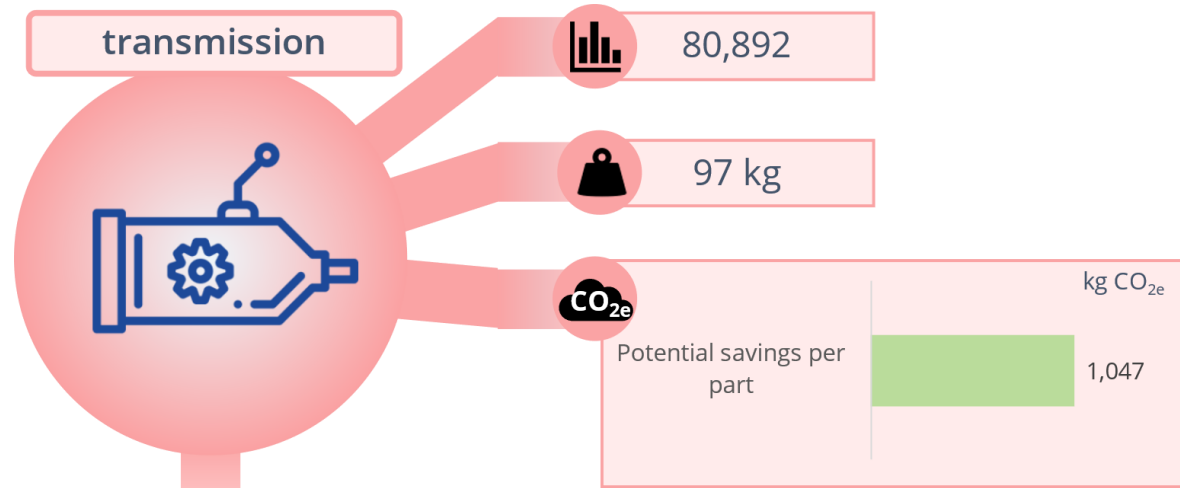 transmission
80,892
97 kg
CO2e
kg CO2e
Potential savings per
part
1,047